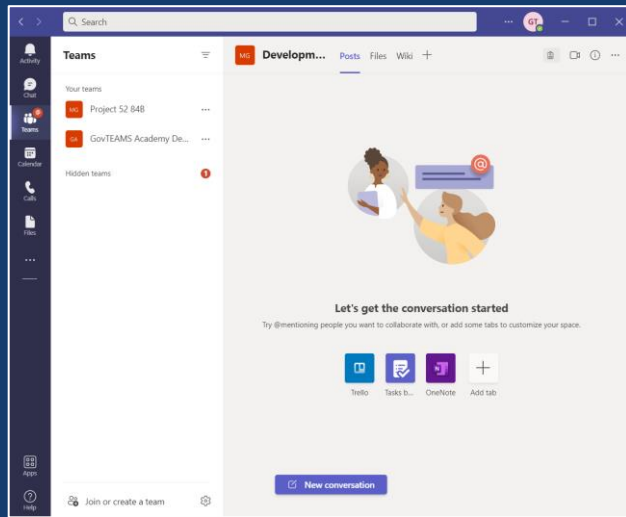 Search
GT
Activity
Chat
Teams
Calendar
Calls
Files
Apps
Help
Teams
Your teams
MG Project 52 848
GA GovTEAMS Academy De...
Hidden teams
1
Join or create a team
MG Developm... Posts Files Wiki
@
Let's get the conversation started
Try @mentioning people you want to collaborate with, or add some tabs to customize your space.
Trello Tasks b... OneNote Add tab
New conversation